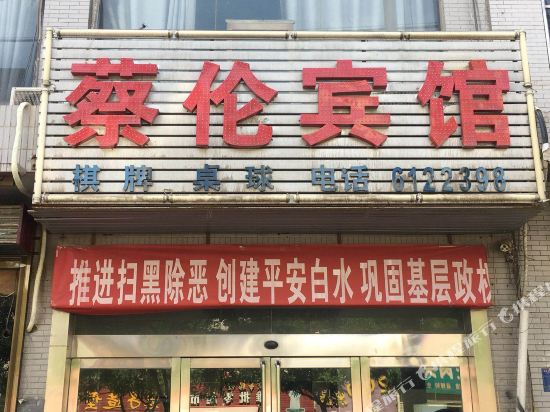 蔡伦宾馆
棋牌 桌球 电话 6122398
推进扫黑除恶 创建平安白水 巩固基层政权